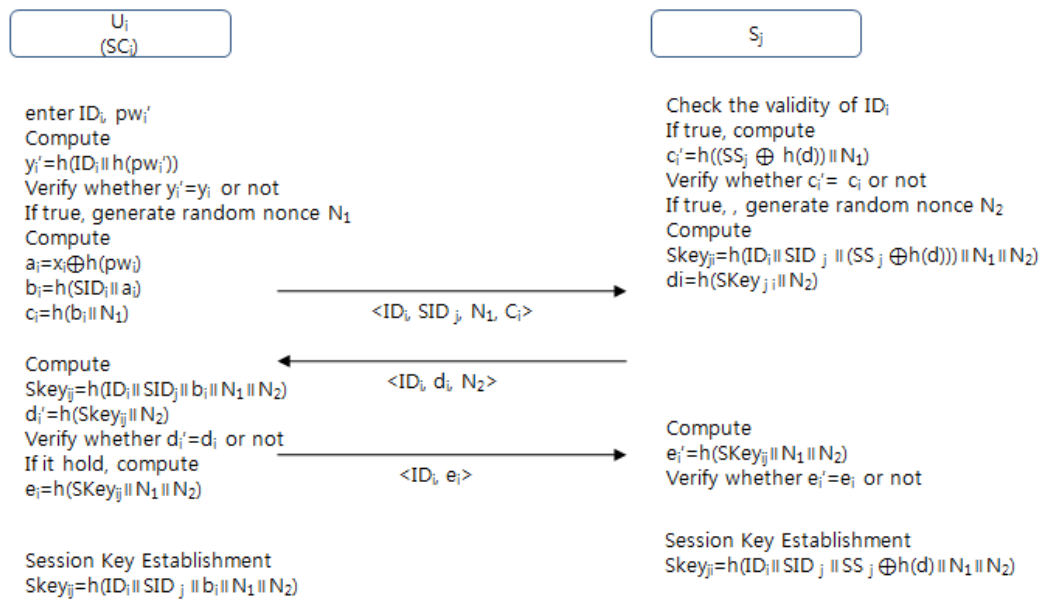 Uᵢ
(SCᵢ)
enter IDᵢ, pwᵢ′
Compute
yᵢ′=h(IDᵢ∥h(pwᵢ′))
Verify whether yᵢ′=yᵢ or not
If true, generate random nonce N₁
Compute
aᵢ=xᵢ⊕h(pwᵢ)
bᵢ=h(SIDⱼ∥aᵢ)
cᵢ=h(bᵢ∥N₁)
<IDᵢ, SID ⱼ, N₁, Cᵢ>
Sⱼ
Check the validity of IDᵢ
If true, compute
cᵢ′=h((SSⱼ ⊕ h(d))∥N₁)
Verify whether cᵢ′= cᵢ or not
If true, , generate random nonce N₂
Compute
Skeyⱼᵢ=h(IDᵢ∥SID ⱼ ∥(SS ⱼ ⊕h(d)))∥N₁∥N₂)
di=h(SKey ⱼ ᵢ∥N₂)
<IDᵢ, dᵢ, N₂>
Compute
Skeyᵢⱼ=h(IDᵢ∥SIDⱼ∥bᵢ∥N₁∥N₂)
dᵢ′=h(Skeyᵢⱼ∥N₂)
Verify whether dᵢ′=dᵢ or not
If it hold, compute
eᵢ=h(SKeyᵢⱼ∥N₁∥N₂)
<IDᵢ, eᵢ>
Compute
eᵢ′=h(SKeyᵢⱼ∥N₁∥N₂)
Verify whether eᵢ′=eᵢ or not
Session Key Establishment
Skeyᵢⱼ=h(IDᵢ∥SID ⱼ ∥bᵢ∥N₁∥N₂)
Session Key Establishment
Skeyⱼᵢ=h(IDᵢ∥SID ⱼ ∥SS ⱼ ⊕h(d)∥N₁∥N₂)